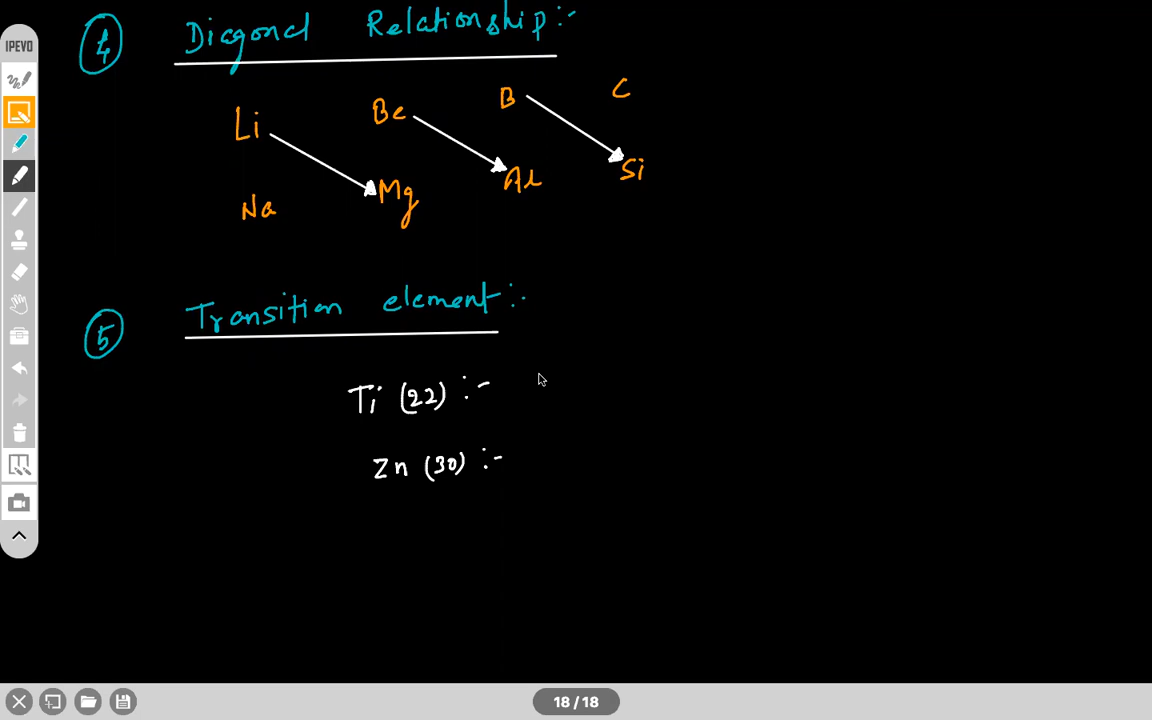 IPEVO
4 Diagonal Relationship:-
Li Be B C
Na Mg Al Si
5 Transition element:-
Ti (22) :-
Zn (30) :-
18 / 18